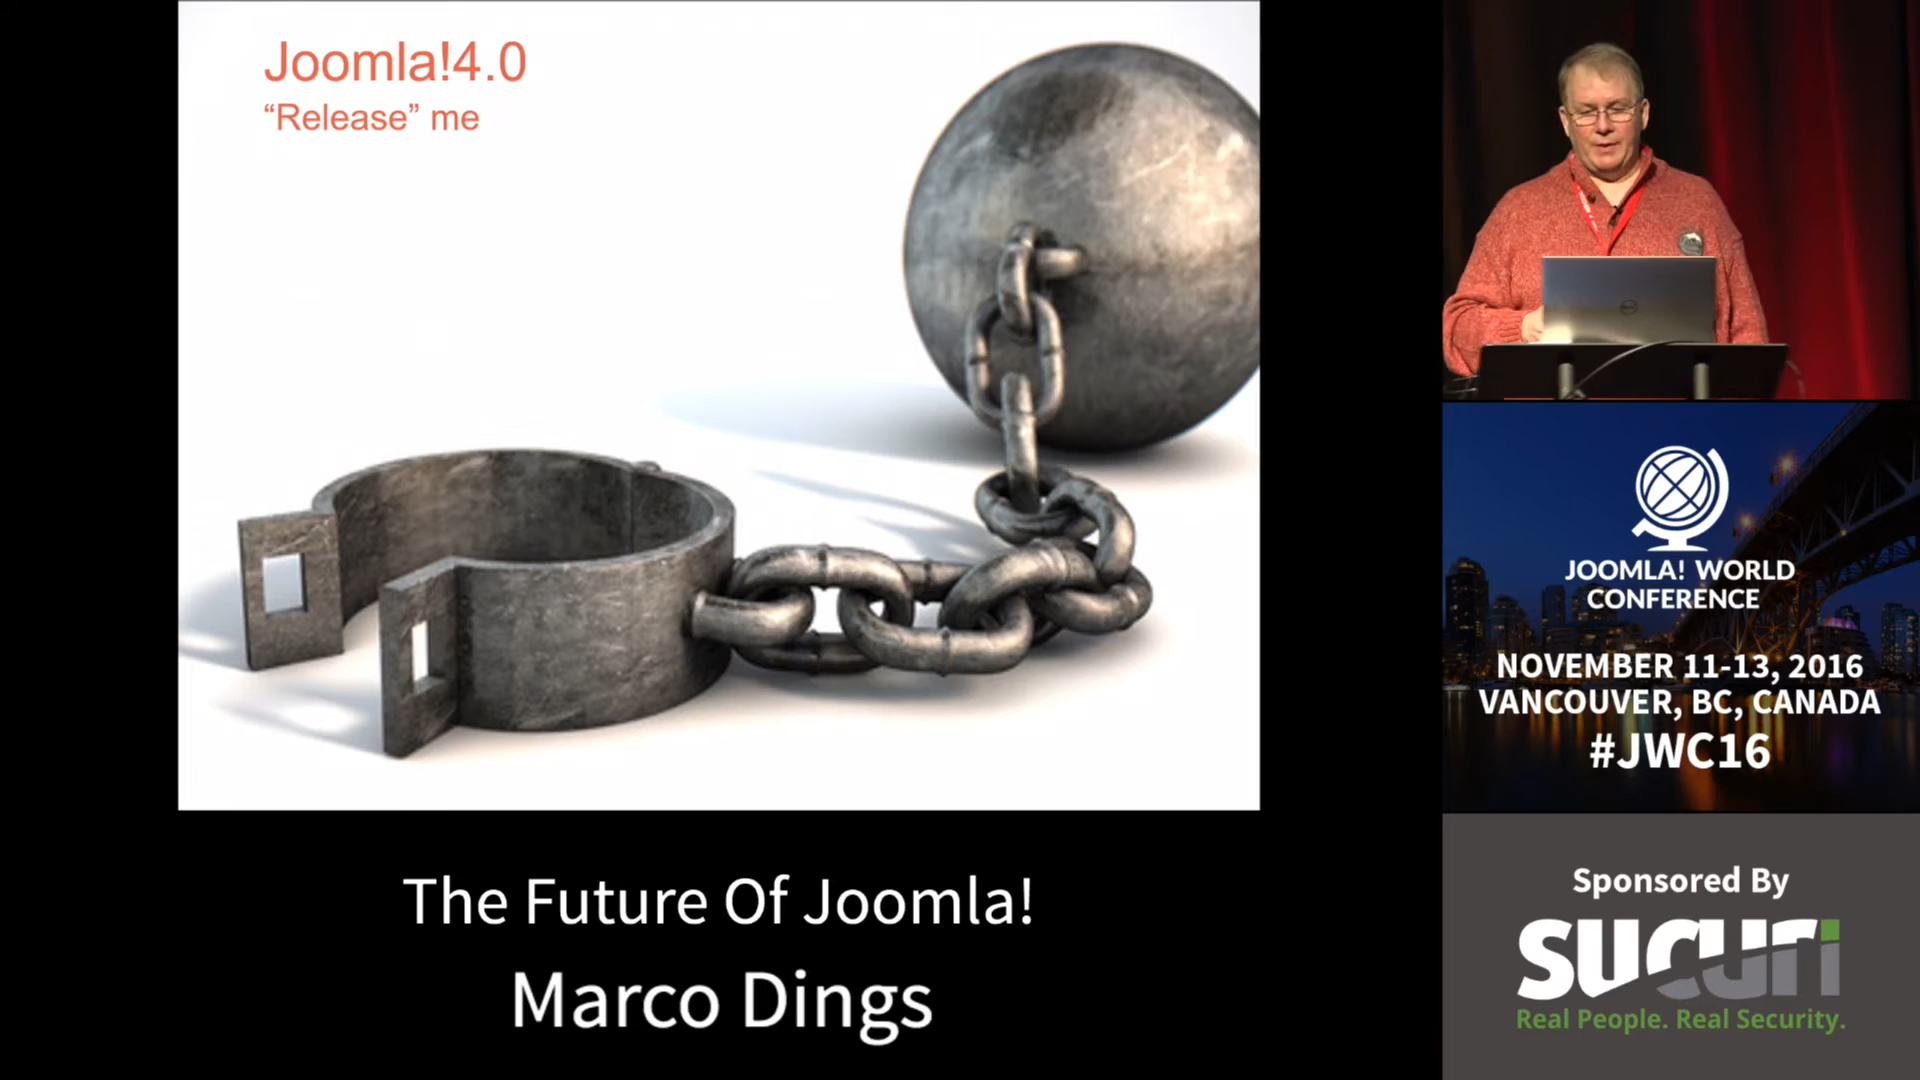 Joomla!4.0
“Release” me
The Future Of Joomla!
Marco Dings
JOOMLA! WORLD
CONFERENCE
NOVEMBER 11-13, 2016
VANCOUVER, BC, CANADA
#JWC16
Sponsored By
sucuri
Real People. Real Security.